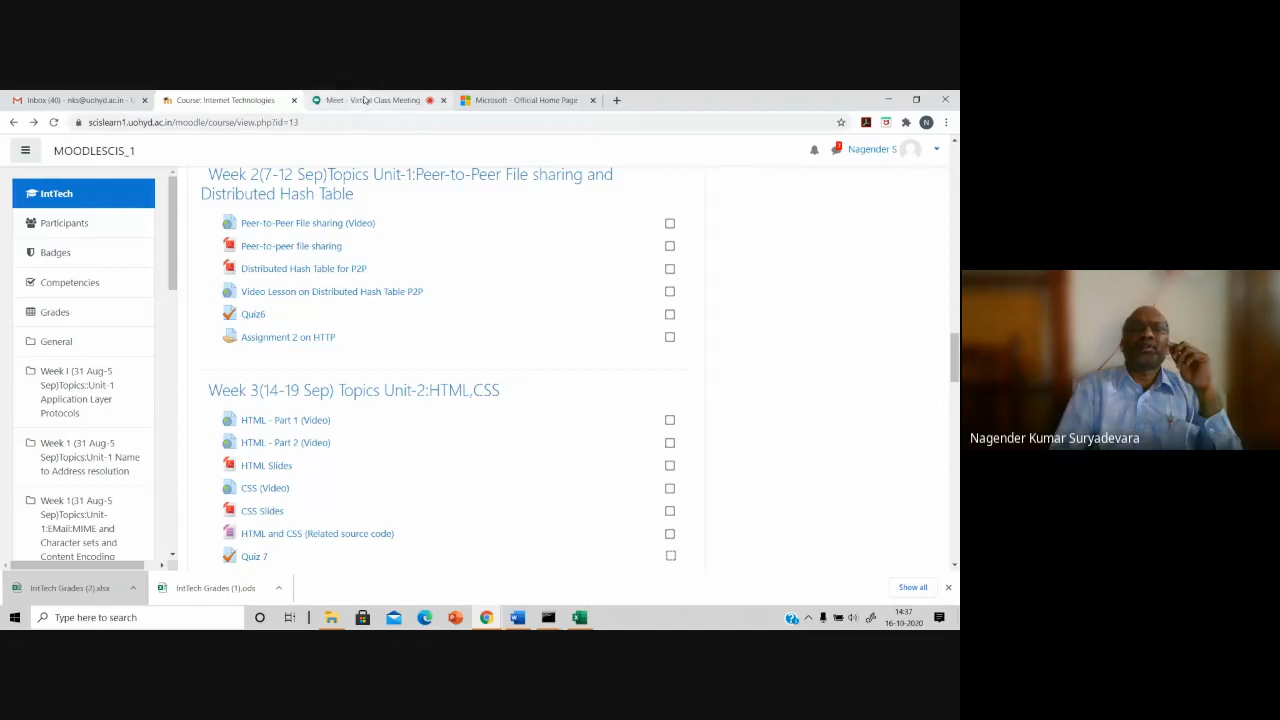 Inbox (40) - nks@uohyd.ac.in - U
Course: Internet Technologies
Meet - Virtual Class Meeting
Microsoft - Official Home Page
scislearn1.uohyd.ac.in/moodle/course/view.php?id=13
N
MOODLESCIS_1
Nagender S
IntTech
Participants
Badges
Competencies
Grades
General
Week I (31 Aug-5
Sep)Topics::Unit-1
Application Layer
Protocols
Week 1 (31 Aug-5
Sep)Topics:Unit-1 Name
to Address resolution
Week 1(31 Aug-5
Sep)Topics:Unit-
1:EMail:MIME and
Character sets and
Content Encoding
Week 2(7-12 Sep)Topics Unit-1:Peer-to-Peer File sharing and
Distributed Hash Table
Peer-to-Peer File sharing (Video)
Peer-to-peer file sharing
Distributed Hash Table for P2P
Video Lesson on Distributed Hash Table P2P
Quiz6
Assignment 2 on HTTP
Week 3(14-19 Sep) Topics Unit-2:HTML,CSS
HTML - Part 1 (Video)
HTML - Part 2 (Video)
HTML Slides
CSS (Video)
CSS Slides
HTML and CSS (Related source code)
Quiz 7
IntTech Grades (2).xlsx
IntTech Grades (1).ods
Show all
Type here to search
14:37
16-10-2020
Nagender Kumar Suryadevara